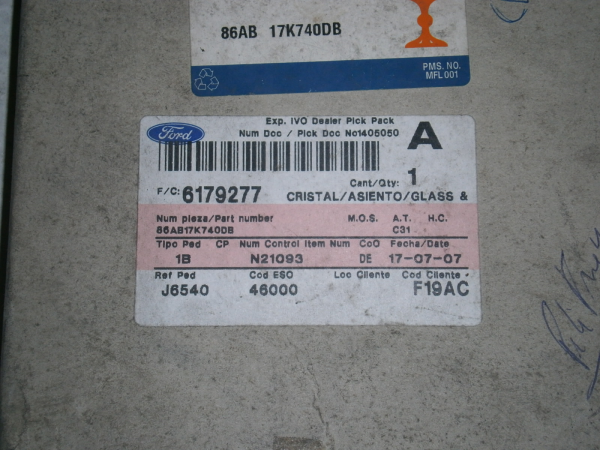 86AB 17K740DB
PMS. NO.
MFL 001
Ford
Exp. IVO Dealer Pick Pack
Num Doc / Pick Doc No1405050
A
F/C: 6179277
Cant/Qty: 1
CRISTAL/ASIENTO/GLASS &
Num pieza/Part number M.O.S. A.T. H.C.
86AB17K740DB C31
Tipo Ped CP Num Control Item Num CoO Fecha/Date
1B N21093 DE 17-07-07
Ref Ped Cod ESO Loc Cliente Cod Cliente
J6540 46000 F19AC